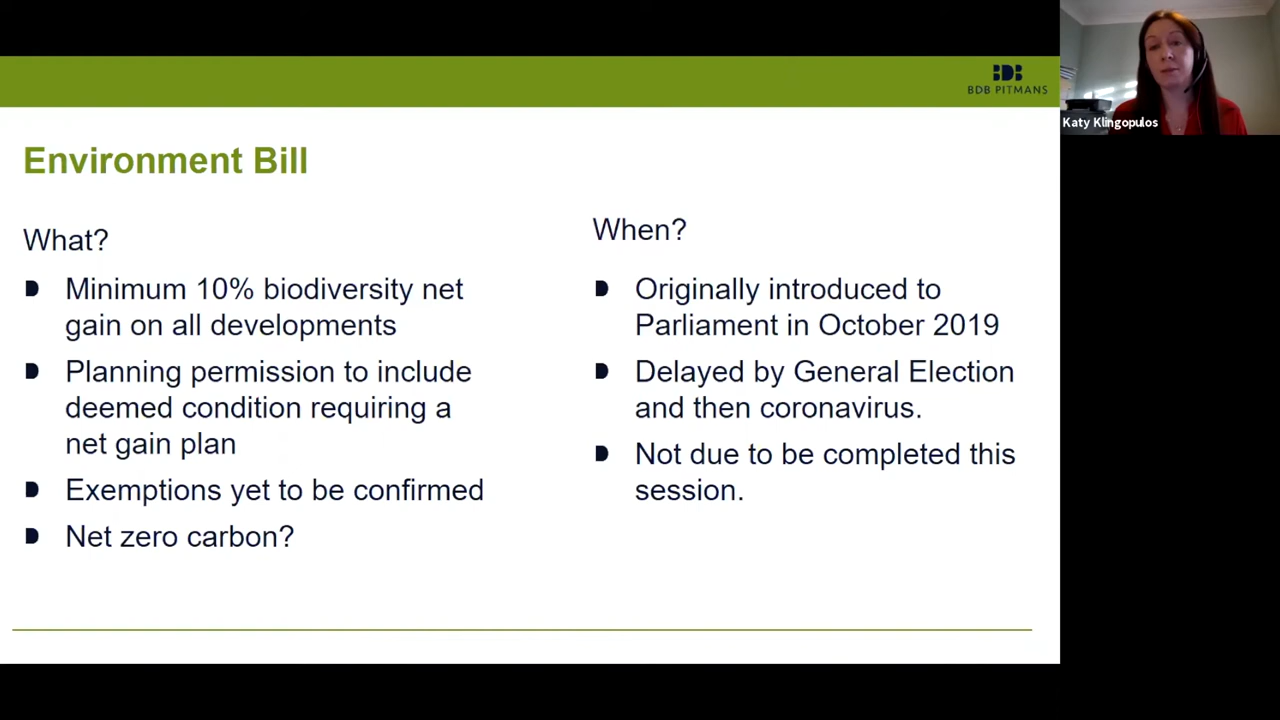 BDB
BDB PITMANS
Katy Klingopulos
Environment Bill
What?
Minimum 10% biodiversity net
gain on all developments
Planning permission to include
deemed condition requiring a
net gain plan
Exemptions yet to be confirmed
Net zero carbon?
When?
Originally introduced to
Parliament in October 2019
Delayed by General Election
and then coronavirus.
Not due to be completed this
session.